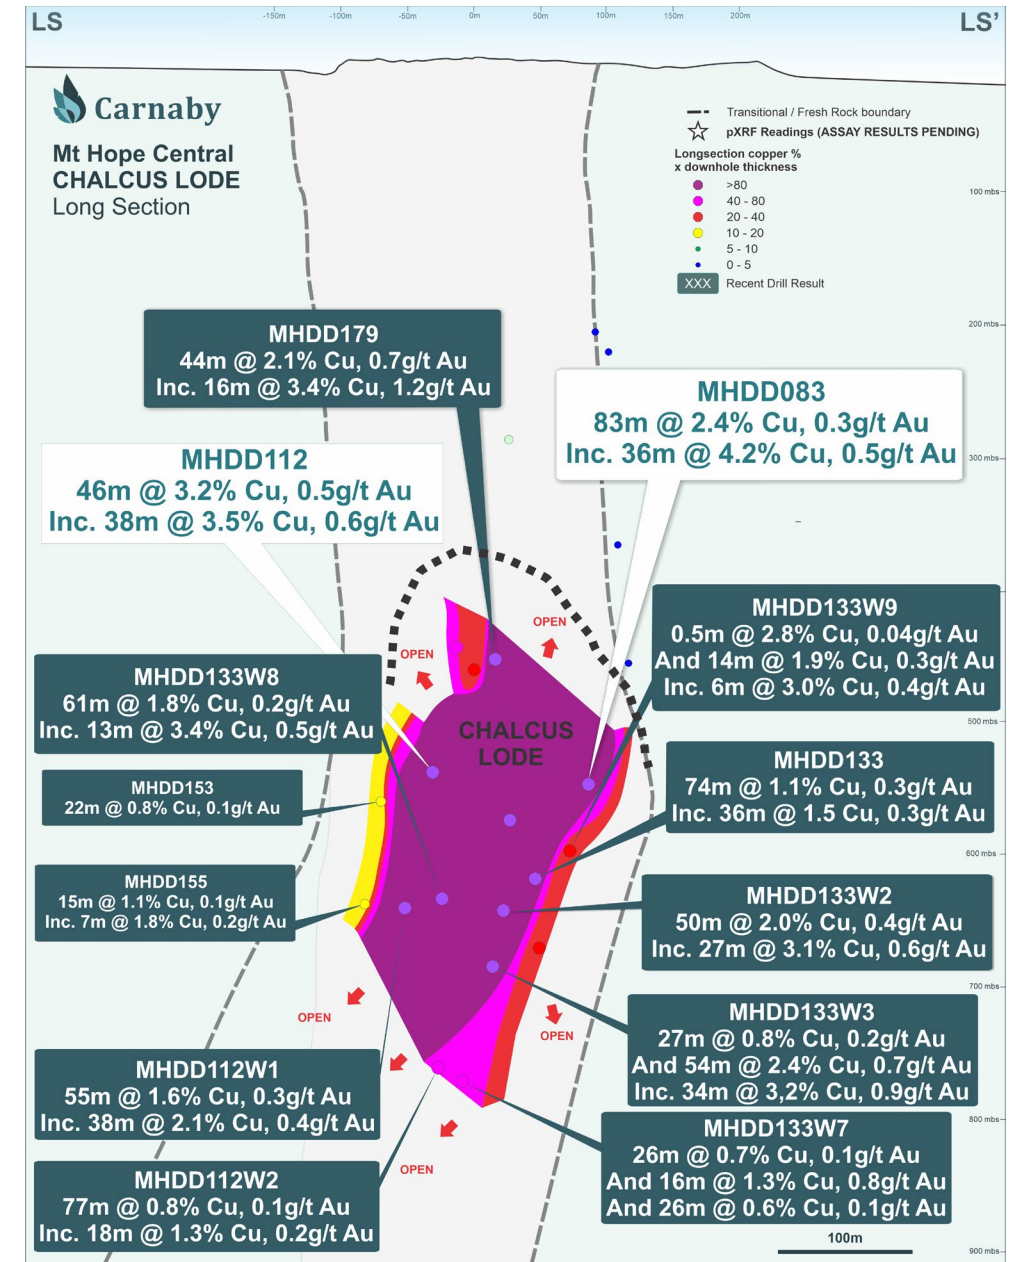 LS
LS'
-150m
-100m
-50m
0m
50m
100m
150m
200m
Carnaby
Mt Hope Central
CHALCUS LODE
Long Section
Transitional / Fresh Rock boundary
pXRF Readings (ASSAY RESULTS PENDING)
Longsection copper %
x downhole thickness
>80
40 - 80
20 - 40
10 - 20
5 - 10
0 - 5
XXX Recent Drill Result
100 mbs
200 mbs
300 mbs
500 mbs
600 mbs
700 mbs
800 mbs
900 mbs
MHDD179
44m @ 2.1% Cu, 0.7g/t Au
Inc. 16m @ 3.4% Cu, 1.2g/t Au
MHDD083
83m @ 2.4% Cu, 0.3g/t Au
Inc. 36m @ 4.2% Cu, 0.5g/t Au
MHDD112
46m @ 3.2% Cu, 0.5g/t Au
Inc. 38m @ 3.5% Cu, 0.6g/t Au
OPEN
OPEN
MHDD133W9
0.5m @ 2.8% Cu, 0.04g/t Au
And 14m @ 1.9% Cu, 0.3g/t Au
Inc. 6m @ 3.0% Cu, 0.4g/t Au
MHDD133W8
61m @ 1.8% Cu, 0.2g/t Au
Inc. 13m @ 3.4% Cu, 0.5g/t Au
CHALCUS
LODE
MHDD133
74m @ 1.1% Cu, 0.3g/t Au
Inc. 36m @ 1.5 Cu, 0.3g/t Au
MHDD153
22m @ 0.8% Cu, 0.1g/t Au
MHDD155
15m @ 1.1% Cu, 0.1g/t Au
Inc. 7m @ 1.8% Cu, 0.2g/t Au
MHDD133W2
50m @ 2.0% Cu, 0.4g/t Au
Inc. 27m @ 3.1% Cu, 0.6g/t Au
OPEN
OPEN
MHDD133W3
27m @ 0.8% Cu, 0.2g/t Au
And 54m @ 2.4% Cu, 0.7g/t Au
Inc. 34m @ 3,2% Cu, 0.9g/t Au
MHDD112W1
55m @ 1.6% Cu, 0.3g/t Au
Inc. 38m @ 2.1% Cu, 0.4g/t Au
MHDD133W7
26m @ 0.7% Cu, 0.1g/t Au
And 16m @ 1.3% Cu, 0.8g/t Au
And 26m @ 0.6% Cu, 0.1g/t Au
OPEN
MHDD112W2
77m @ 0.8% Cu, 0.1g/t Au
Inc. 18m @ 1.3% Cu, 0.2g/t Au
100m